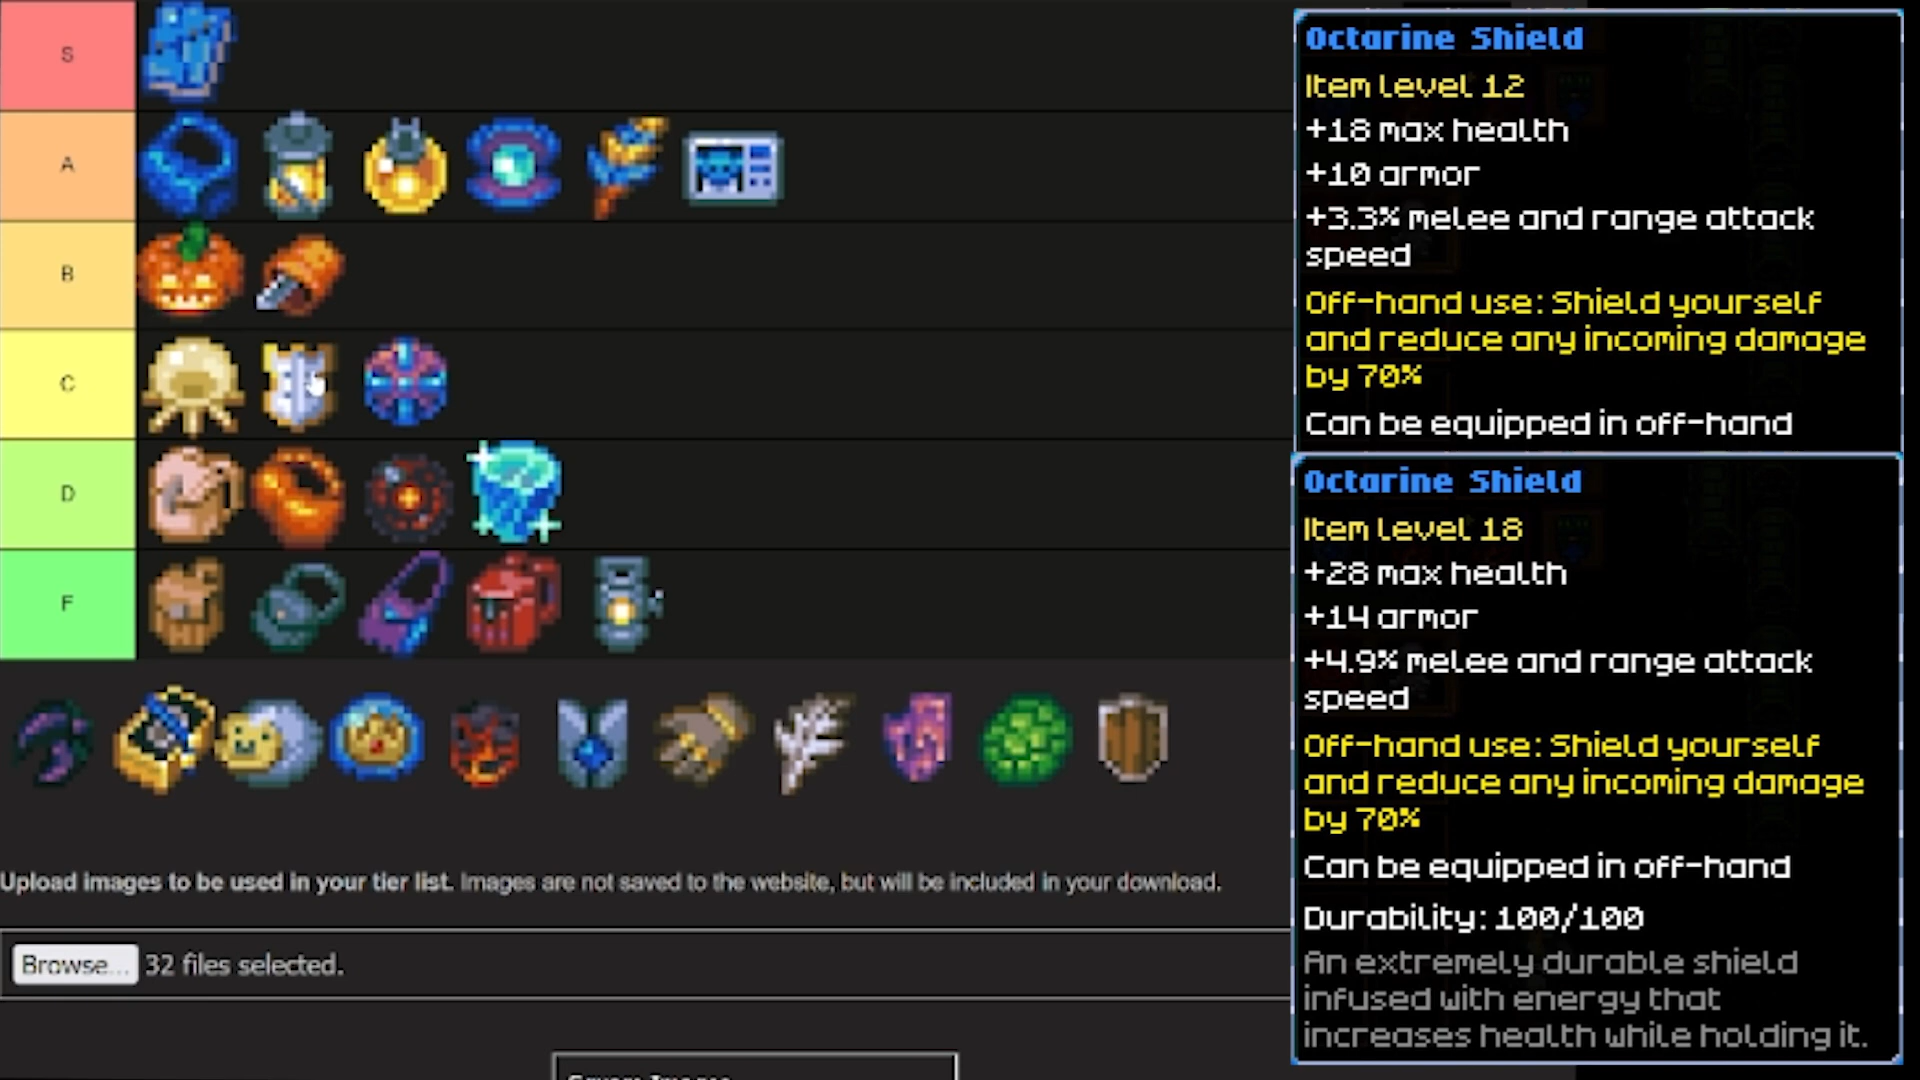 S
A
B
C
D
F
Upload images to be used in your tier list. Images are not saved to the website, but will be included in your download.
Browse... 32 files selected.
Octarine Shield
Item level 12
+18 max health
+10 armor
+3.3% melee and range attack
speed
Off-hand use: Shield yourself
and reduce any incoming damage
by 70%
Can be equipped in off-hand
Octarine Shield
Item level 18
+28 max health
+14 armor
+4.9% melee and range attack
speed
Off-hand use: Shield yourself
and reduce any incoming damage
by 70%
Can be equipped in off-hand
Durability: 100/100
An extremely durable shield
infused with energy that
increases health while holding it.